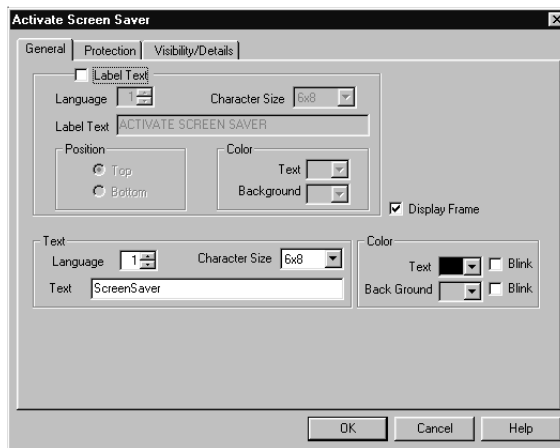 Activate Screen Saver
General Protection Visibility/Details
Label Text
Language 1 Character Size 6x8
Label Text ACTIVATE SCREEN SAVER
Position Color
Top Text
Bottom Background
Display Frame
Text Color
Language 1 Character Size 6x8 Text Blink
Text ScreenSaver Back Ground Blink
OK Cancel Help